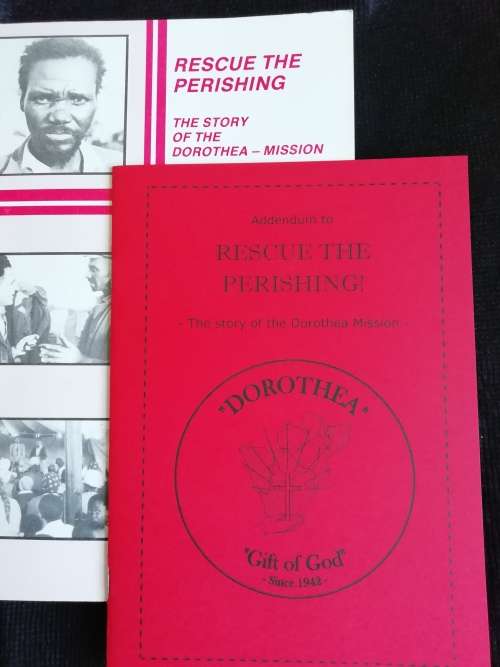 RESCUE THE
PERISHING
THE STORY
OF THE
DOROTHEA – MISSION
Addendum to
RESCUE THE
PERISHING!
- The story of the Dorothea Mission -
"DOROTHEA"
"Gift of God"
- Since 1942 -